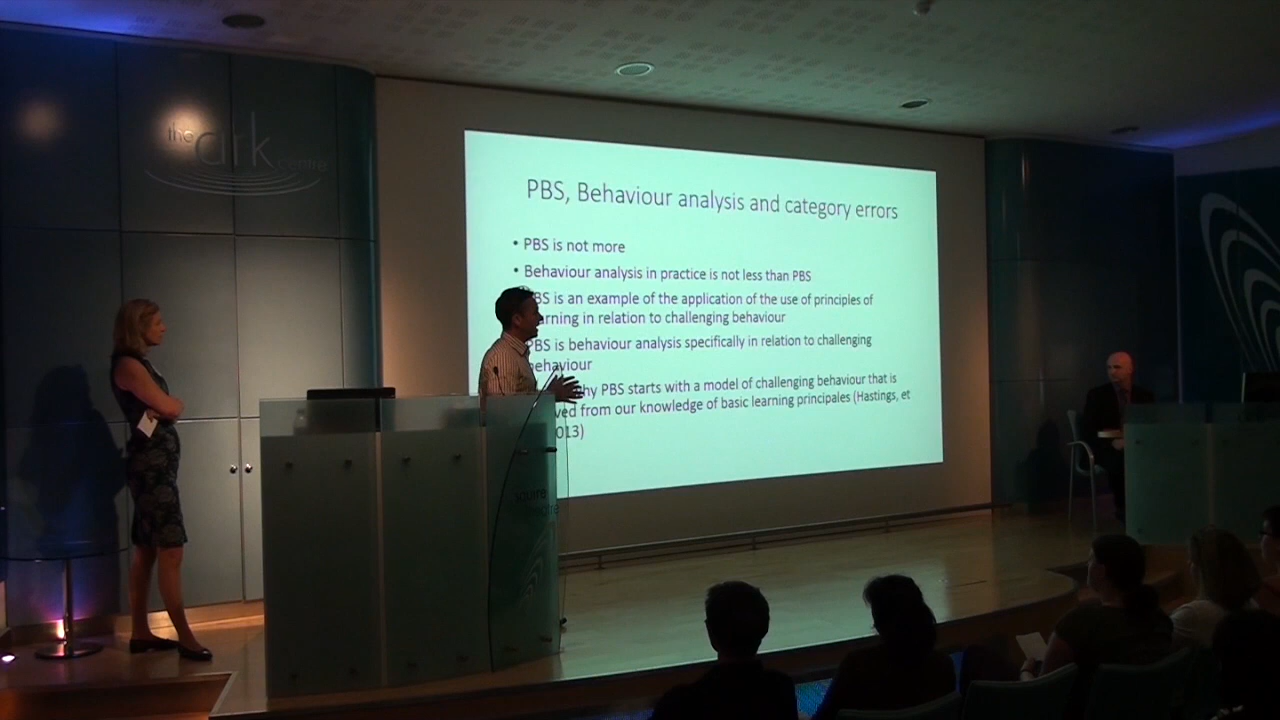 the ark centre
PBS, Behaviour analysis and category errors
• PBS is not more
• Behaviour analysis in practice is not less than PBS
BS is an example of the application of the use of principles of
arning in relation to challenging behaviour
PBS is behaviour analysis specifically in relation to challenging
ehaviour
hy PBS starts with a model of challenging behaviour that is
ved from our knowledge of basic learning principales (Hastings, et
013)